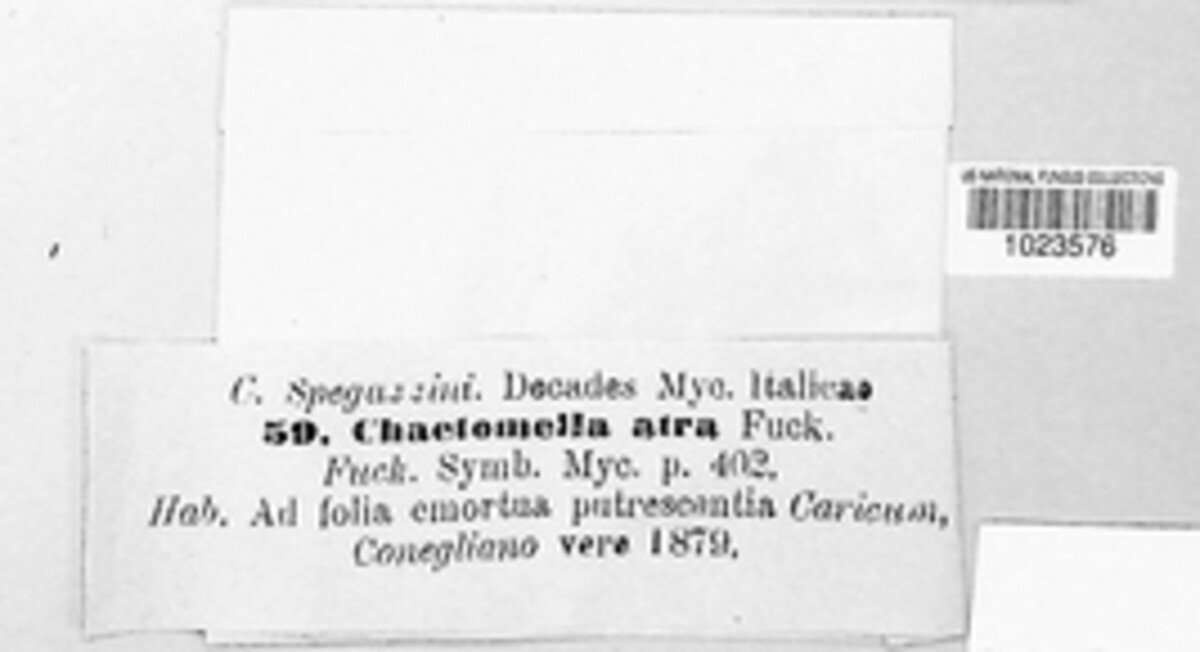 US NATIONAL FUNGUS COLLECTIONS
1023576
C. Spegazzini. Decades Myc. Italicae
59. Chaetomella atra Fuck.
Fuck. Symb. Myc. p. 402.
Hab. Ad folia emortua putrescentia Caricum,
Conegliano vere 1879.